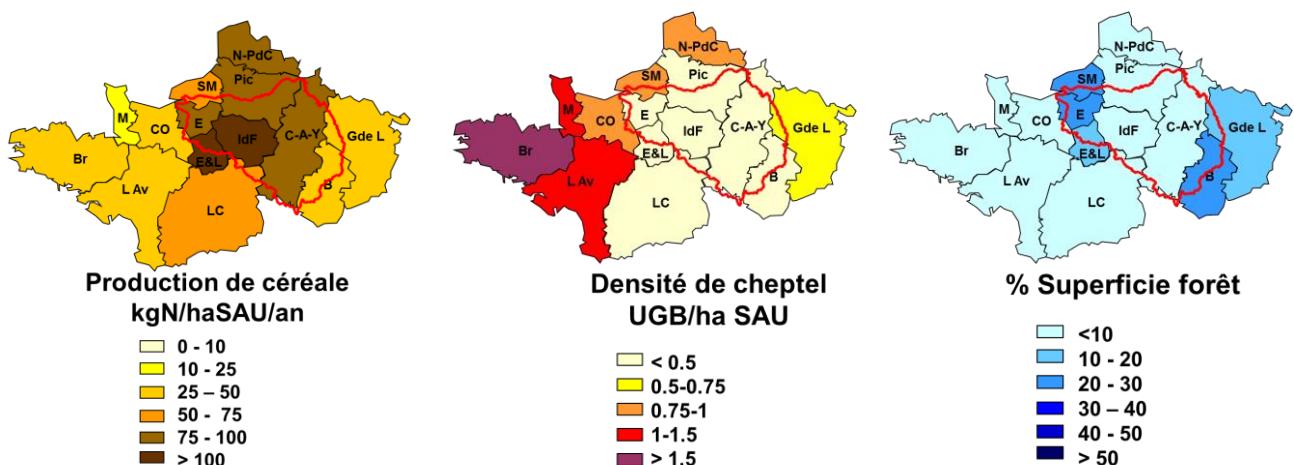 N-PdC
Pic
SM
M
CO
E
IdF
C-A-Y
Gde L
E&L
Br
L Av
B
LC
Production de céréale
kgN/haSAU/an
0 - 10
10 - 25
25 – 50
50 - 75
75 - 100
> 100
N-PdC
SM
Pic
M
CO
E
IdF
C-A-Y
Gde L
Br
E&L
L Av
B
LC
Densité de cheptel
UGB/ha SAU
< 0.5
0.5-0.75
0.75-1
1-1.5
> 1.5
N-PdC
Pic
SM
M
CO
E
IdF
C-A-Y
Gde L
Br
E&L
L Av
B
LC
% Superficie forêt
<10
10 - 20
20 - 30
30 – 40
40 - 50
> 50